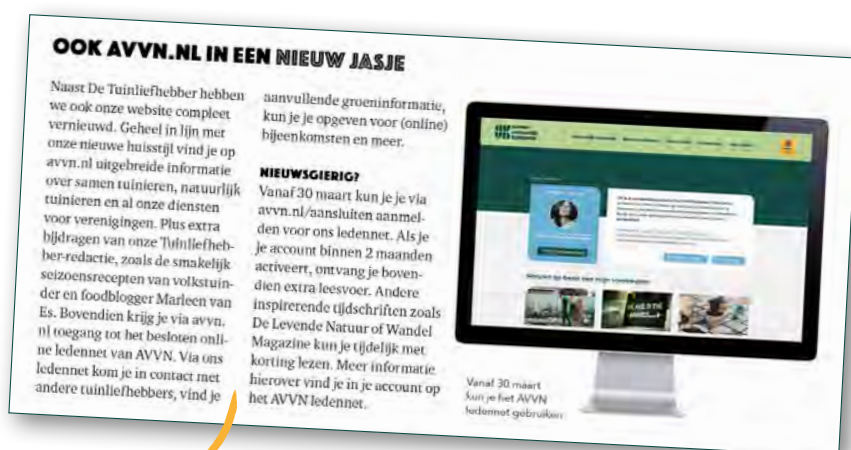 OOK AVVN.NL IN EEN NIEUW JASJE
Naast De Tuinliefhebber hebben
we ook onze website compleet
vernieuwd. Geheel in lijn met
onze nieuwe huisstijl vind je op
avvn.nl uitgebreide informatie
over samen tuinieren, natuurlijk
tuinieren en al onze diensten
voor verenigingen. Plus extra
bijdragen van onze Tuinliefheb-
ber-redactie, zoals de smakelijk
seizoensrecepten van volkstuin-
der en foodblogger Marleen van
Es. Bovendien krijg je via avvn.
nl toegang tot het besloten onli-
ne ledennet van AVVN. Via ons
ledennet kom je in contact met
andere tuinliefhebbers, vind je
aanvullende groeninformatie,
kun je je opgeven voor (online)
bijeenkomsten en meer.
NIEUWSGIERIG?
Vanaf 30 maart kun je je via
avvn.nl/aansluiten aanmel-
den voor ons ledennet. Als je
je account binnen 2 maanden
activeert, ontvang je boven-
dien extra leesvoer. Andere
inspirerende tijdschriften zoals
De Levende Natuur of Wandel
Magazine kun je tijdelijk met
korting lezen. Meer informatie
hierover vind je in je account op
het AVVN ledennet.
Vanaf 30 maart
kun je het AVVN
ledennet gebruiken